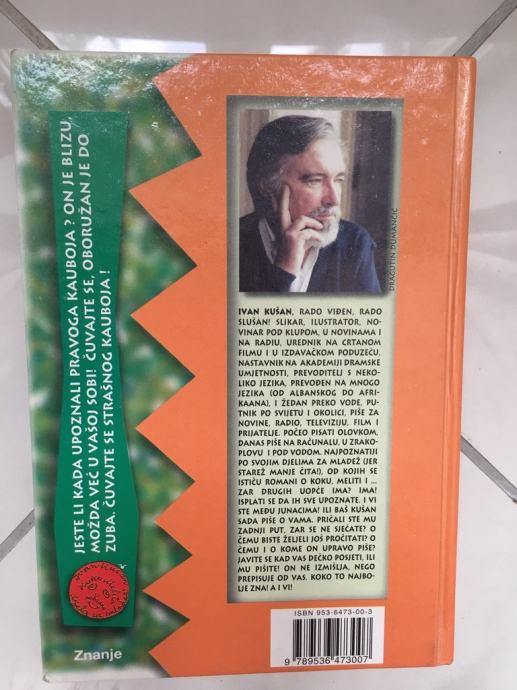 JESTE LI KADA UPOZNALI PRAVOGA KAUBOJA ? ON JE BLIZU,
MOŽDA VEĆ U VAŠOJ SOBI! ČUVAJTE SE, OBORUŽAN JE DO
ZUBA. ČUVAJTE SE STRAŠNOG KAUBOJA !
Znanje
DRAGUTIN DUMANČIĆ
IVAN KUŠAN, RADO VIĐEN, RADO
SLUŠAN! SLIKAR, ILUSTRATOR, NO-
VINAR POD KLUPOM, U NOVINAMA I
NA RADIU, UREDNIK NA CRTANOM
FILMU I U IZDAVAČKOM PODUZEĆU,
NASTAVNIK NA AKADEMIJI DRAMSKE
UMJETNOSTI, PREVODITELJ S NEKO-
LIKO JEZIKA, PREVOĐEN NA MNOGO
JEZIKA (OD ALBANSKOG DO AFRI-
KAANA), I ŽEDAN PREKO VODE, PU-
TNIK PO SVIJETU I OKOLICI, PIŠE ZA
NOVINE, RADIO, TELEVIZIJU, FILM I
PRIJATELJE. POČEO PISATI OLOVKOM,
DANAS PIŠE NA RAČUNALU, U ZRAKO-
PLOVU I POD VODOM. NAJPOZNATIJI
PO SVOJIM DJELIMA ZA MLADEŽ (JER
STAREŽ MANJE ČITA!), OD KOJIH SE
ISTIČU ROMANI O KOKU, MELITI I ...
ZAR DRUGIH UOPĆE IMA? IMA!
ISPLATI SE DA IH SVE UPOZNATE. I VI
STE MEĐU JUNACIMA! ILI BAŠ KUŠAN
SADA PIŠE O VAMA. PRIČALI STE MU
ZADNJI PUT, ZAR SE NE SJEĆATE? O
ČEMU BISTE ŽELJELI JOŠ PROČITATI? O
ČEMU I O KOME ON UPRAVO PIŠE?
JAVITE SE KAD VAS DEČKO POSJETI, ILI
MU PIŠITE! ON NE IZMIŠLJA, NEGO
PREPISUJE OD VAS. KOKO TO NAJBO-
LJE ZNA! A I VI!
ISBN 953-6473-00-3
9 789536 473007